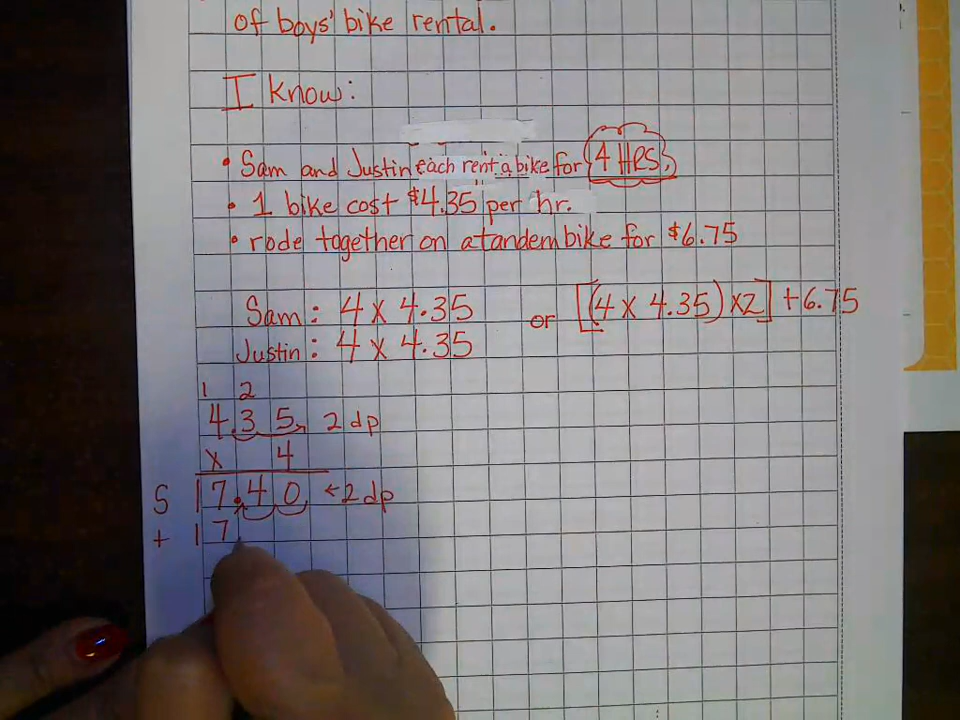 of boys' bike rental.
I know:
• Sam and Justin each rent a bike for 4 Hrs.
• 1 bike cost $4.35 per hr.
• rode together on a tandem bike for $6.75
Sam: 4 x 4.35 or [(4 x 4.35) x2] +6.75
Justin: 4 x 4.35
1 2
4.35 2 dp
x 4
S 17.40 ←2 dp
+ 17